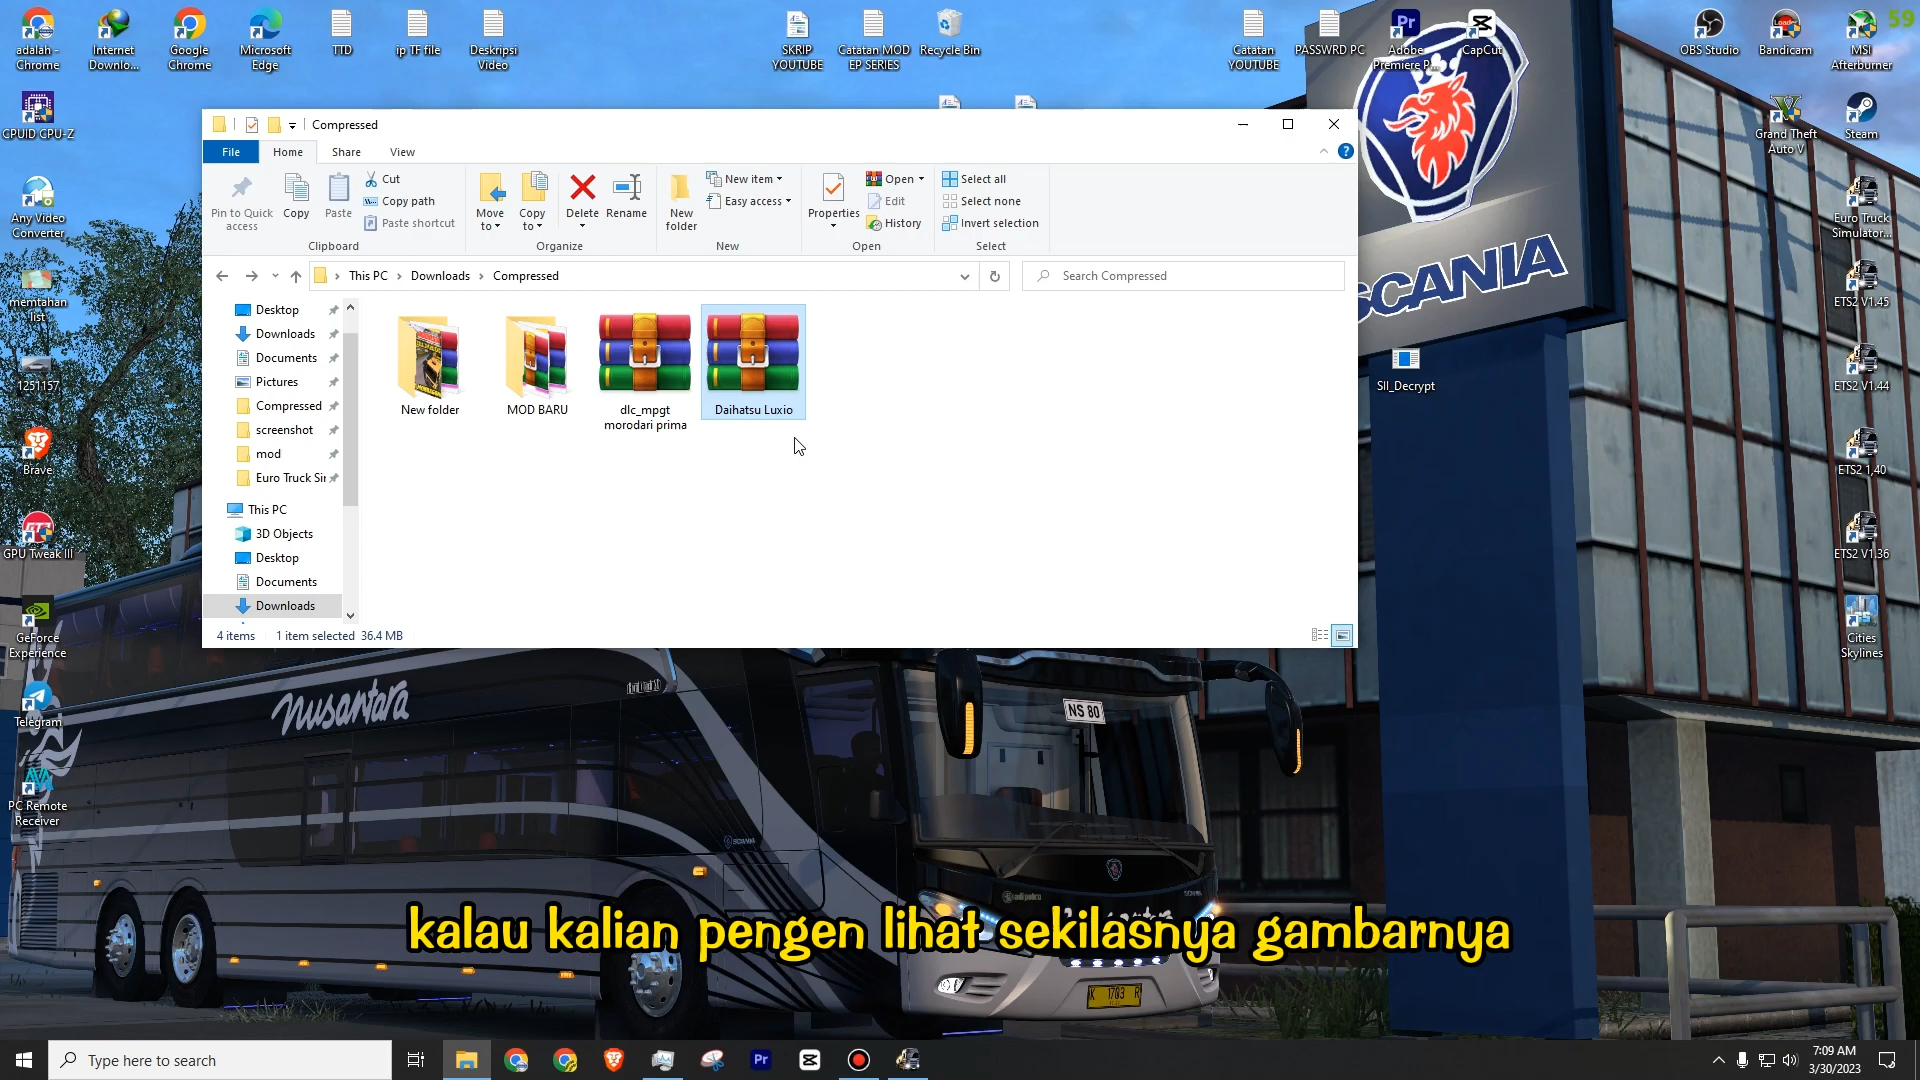 adalah -
Chrome
Internet
Downlo...
Google
Chrome
Microsoft
Edge
TTD
ip TF file
Deskripsi
Video
SKRIP
YOUTUBE
Catatan MOD
EP SERIES
Recycle Bin
Catatan
YOUTUBE
PASSWRD PC
Pr
Adobe
Premiere P...
CapCut
OBS Studio
Bandicam
MSI
Afterburner
59
CPUID CPU-Z
Any Video
Converter
memtahan
list
1251157
Brave
GPU Tweak III
GeForce
Experience
Telegram
PC Remote
Receiver
Grand Theft
Auto V
Steam
Euro Truck
Simulator...
ETS2 V1.45
ETS2 V1.44
ETS2 1,40
ETS2 V1.36
Cities
Skylines
SII_Decrypt
SCANIA
Compressed
File
Home
Share
View
Pin to Quick
access
Copy
Paste
Cut
Copy path
Paste shortcut
Clipboard
Move
to
Copy
to
Delete
Rename
Organize
New
folder
New item
Easy access
New
Properties
Open
Edit
History
Open
Select all
Select none
Invert selection
Select
This PC
Downloads
Compressed
Search Compressed
Desktop
Downloads
Documents
Pictures
Compressed
screenshot
mod
Euro Truck Sir
This PC
3D Objects
Desktop
Documents
Downloads
New folder
MOD BARU
dlc_mpgt
morodari prima
Daihatsu Luxio
4 items
1 item selected
36.4 MB
Nusantara
NS 80
SCANIA
K 1703 R
kalau kalian pengen lihat sekilasnya gambarnya
Type here to search
Pr
7:09 AM
3/30/2023